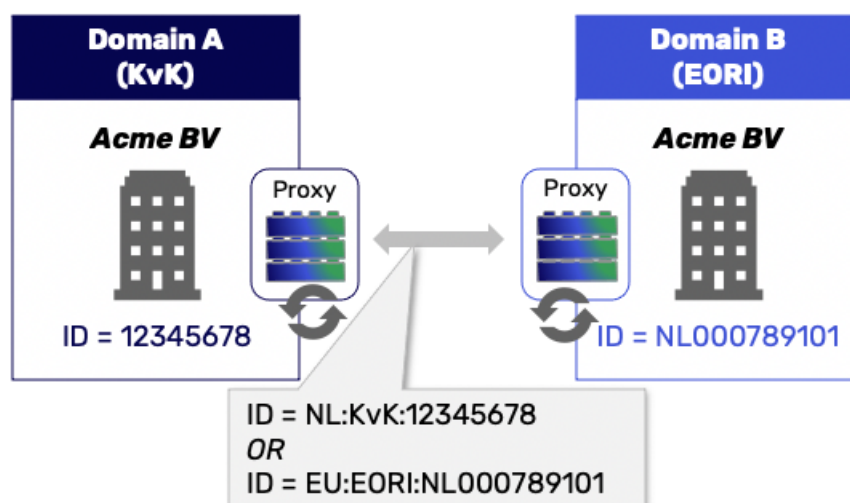 Domain A
(KvK)
Acme BV
Proxy
ID = 12345678
Domain B
(EORI)
Acme BV
Proxy
ID = NL000789101
ID = NL:KvK:12345678
OR
ID = EU:EORI:NL000789101